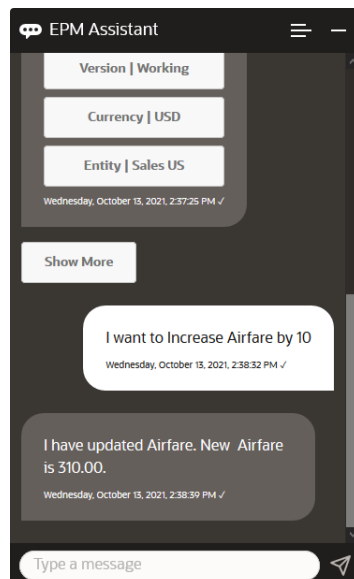 EPM Assistant
Version | Working
Currency | USD
Entity | Sales US
Wednesday, October 13, 2021, 2:37:25 PM ✓
Show More
I want to Increase Airfare by 10
Wednesday, October 13, 2021, 2:38:32 PM ✓
I have updated Airfare. New  Airfare
is 310.00.
Wednesday, October 13, 2021, 2:38:39 PM ✓
Type a message